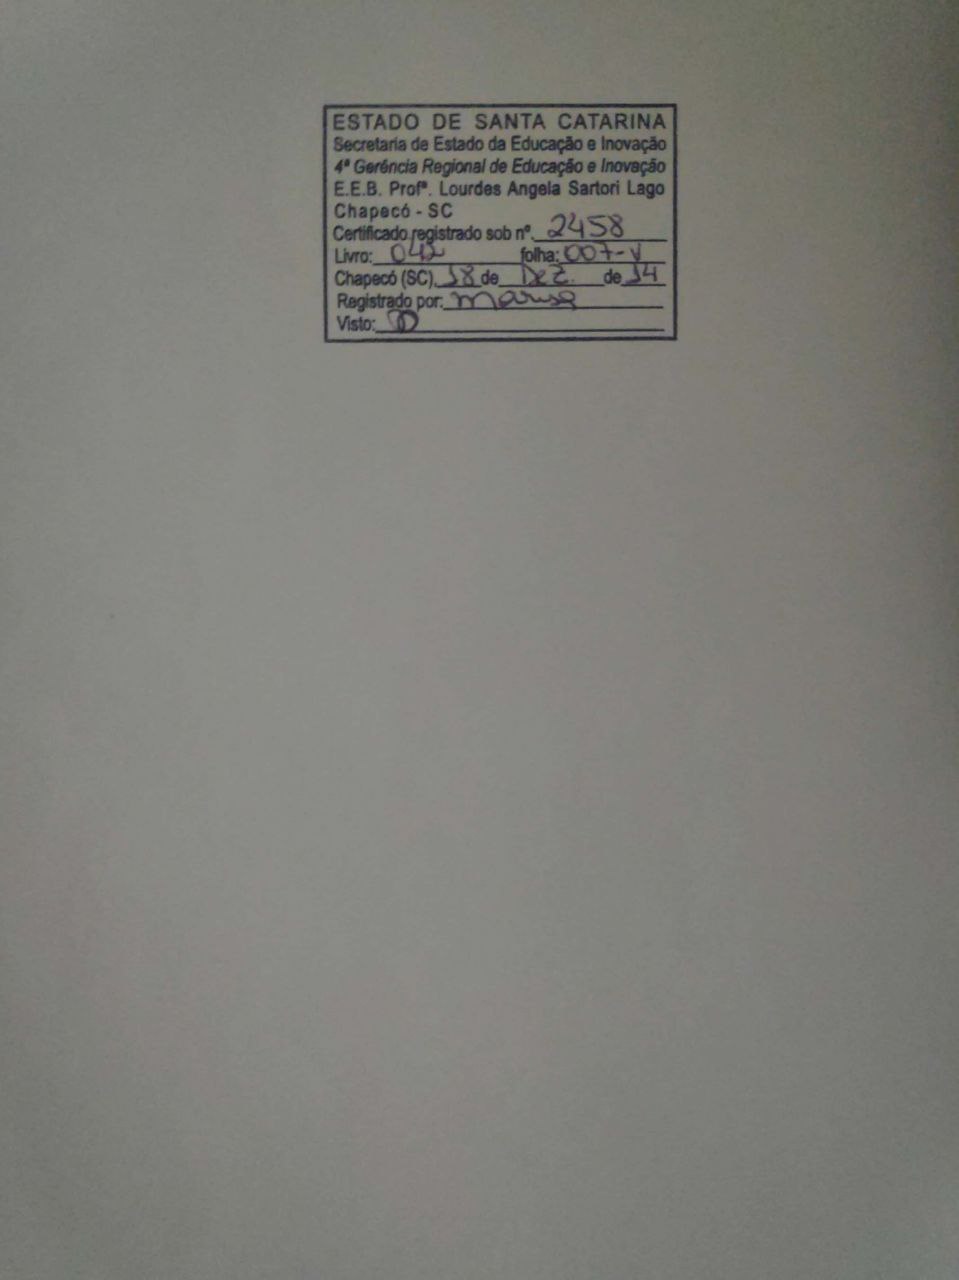 ESTADO DE SANTA CATARINA
Secretaria de Estado da Educação e Inovação
4ª Gerência Regional de Educação e Inovação
E.E.B. Profª. Lourdes Angela Sartori Lago
Chapecó - SC
Certificado registrado sob nº. 2458
Livro: 042 folha: 007-V
Chapecó (SC), 18 de DEZ. de 14
Registrado por: Marisa
Visto: